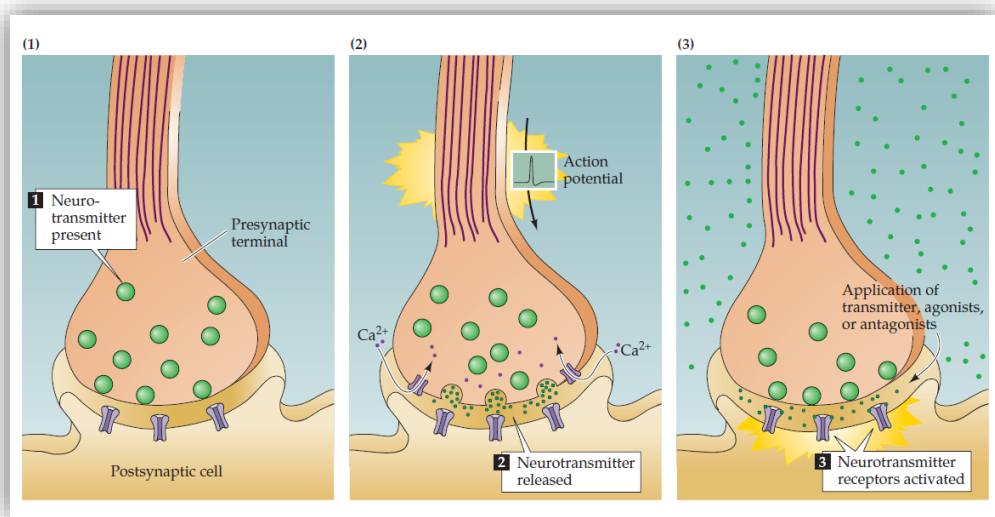 (1)
(2)
(3)
1 Neuro-
transmitter
present
Presynaptic
terminal
Postsynaptic cell
Action
potential
Ca²⁺
Ca²⁺
2 Neurotransmitter
released
Application of
transmitter, agonists,
or antagonists
3 Neurotransmitter
receptors activated